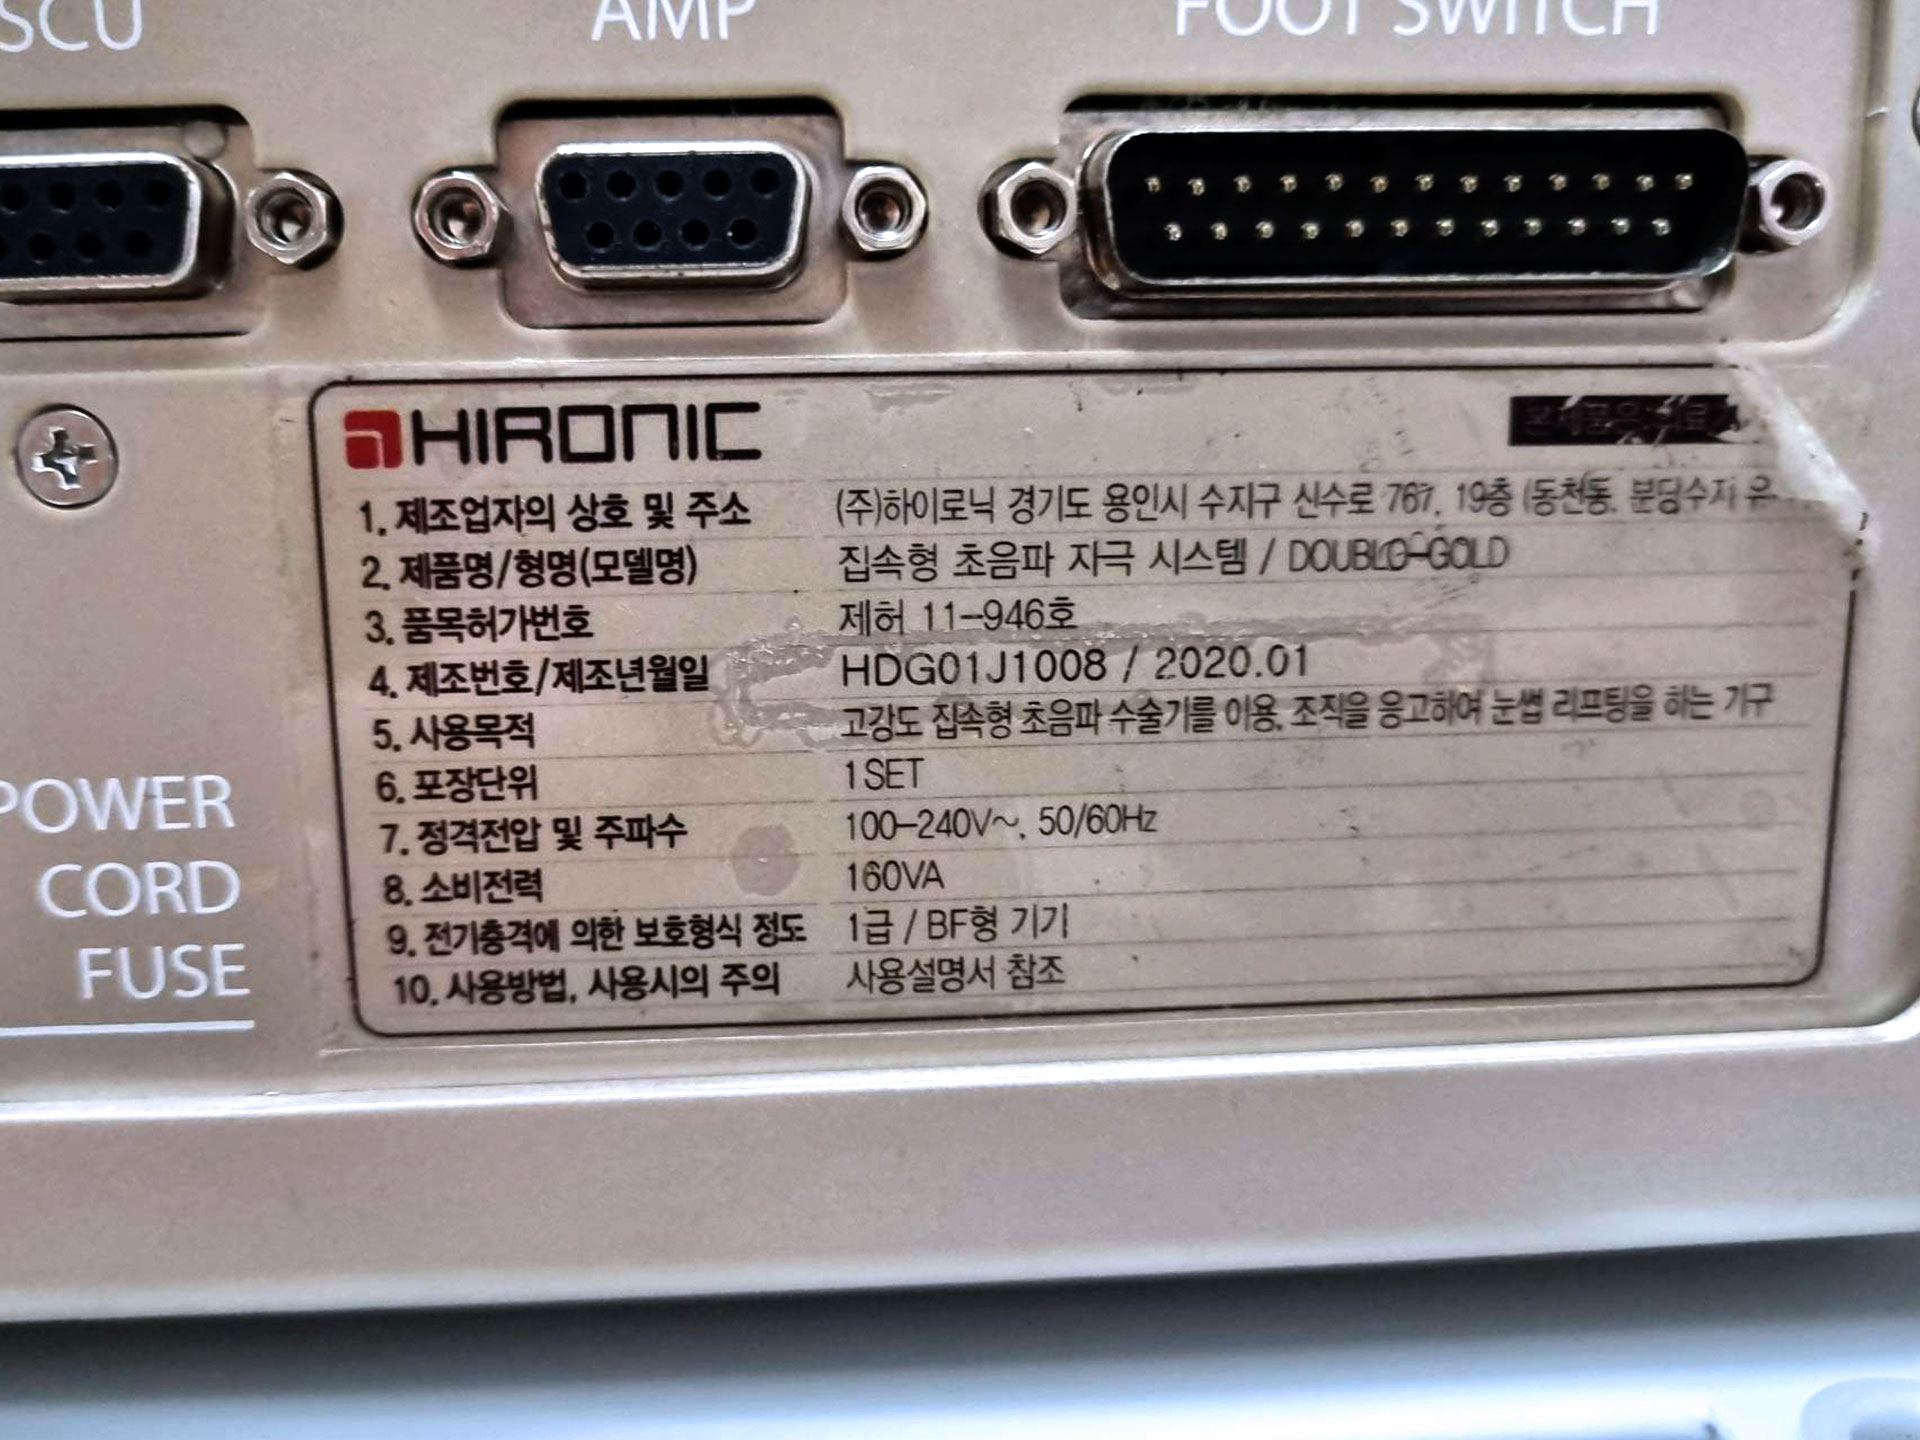 SCU AMP FOOT SWITCH
HIRONIC
1. 제조업자의 상호 및 주소 (주)하이로닉 경기도 용인시 수지구 신수로 767, 19층 (동천동, 분당수지
2. 제품명/형명(모델명) 집속형 초음파 자극 시스템 / DOUBLO-GOLD
3. 품목허가번호 제허 11-946호
4. 제조번호/제조년월일 HDG01J1008 / 2020.01
5. 사용목적 고강도 집속형 초음파 수술기를 이용, 조직을 응고하여 눈썹 리프팅을 하는 기구
6. 포장단위 1SET
7. 정격전압 및 주파수 100-240V~, 50/60Hz
8. 소비전력 160VA
9. 전기충격에 의한 보호형식 정도 1급 / BF형 기기
10. 사용방법, 사용시의 주의 사용설명서 참조
POWER
CORD
FUSE